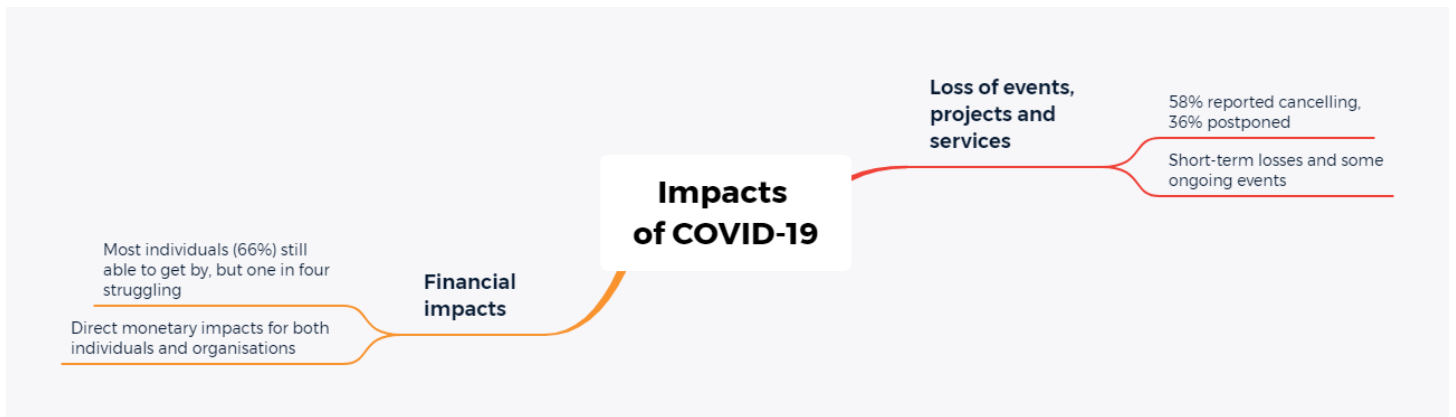 Impacts
of COVID-19
Loss of events,
projects and
services
58% reported cancelling,
36% postponed
Short-term losses and some
ongoing events
Financial
impacts
Most individuals (66%) still
able to get by, but one in four
struggling
Direct monetary impacts for both
individuals and organisations